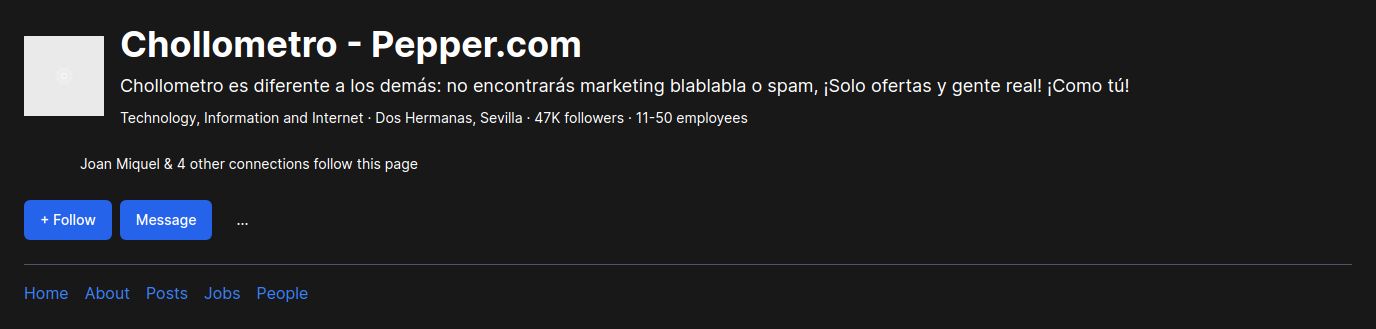 Chollometro - Pepper.com
Chollometro es diferente a los demás: no encontrarás marketing blablabla o spam, ¡Solo ofertas y gente real! ¡Como tú!
Technology, Information and Internet · Dos Hermanas, Sevilla · 47K followers · 11-50 employees
Joan Miquel & 4 other connections follow this page
+ Follow Message ...
Home About Posts Jobs People